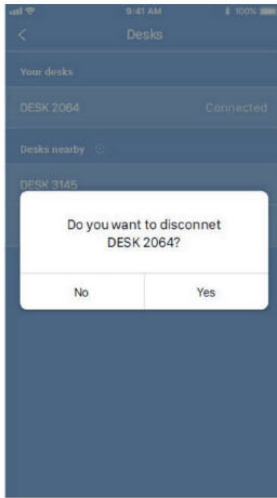 9:41 AM 100%
Desks
Your desks
DESK 2064 Connected
Desks nearby
DESK 3145
Do you want to disconnet
DESK 2064?
No Yes